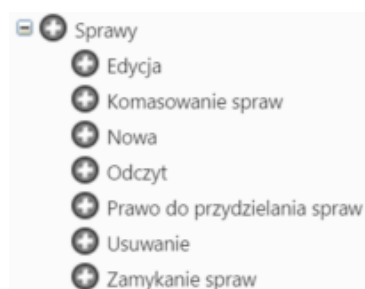 Sprawy
Edycja
Komasowanie spraw
Nowa
Odczyt
Prawo do przydzielania spraw
Usuwanie
Zamykanie spraw